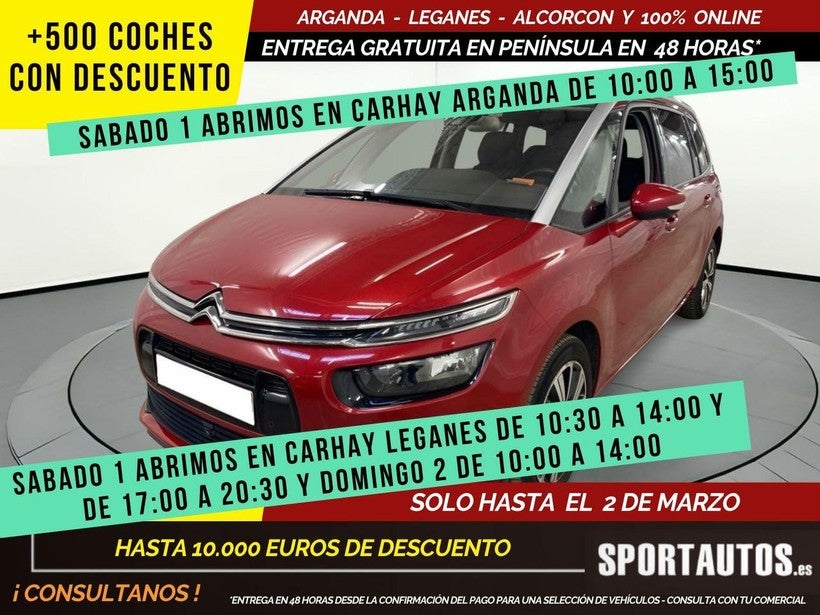 +500 COCHES
CON DESCUENTO
ARGANDA - LEGANES - ALCORCON Y 100% ONLINE
ENTREGA GRATUITA EN PENÍNSULA EN 48 HORAS*
SABADO 1 ABRIMOS EN CARHAY ARGANDA DE 10:00 A 15:00
SABADO 1 ABRIMOS EN CARHAY LEGANES DE 10:30 A 14:00 Y
DE 17:00 A 20:30 Y DOMINGO 2 DE 10:00 A 14:00
SOLO HASTA EL 2 DE MARZO
HASTA 10.000 EUROS DE DESCUENTO
SPORTAUTOS.es
¡ CONSULTANOS !
*ENTREGA EN 48 HORAS DESDE LA CONFIRMACIÓN DEL PAGO PARA UNA SELECCIÓN DE VEHÍCULOS - CONSULTA CON TU COMERCIAL